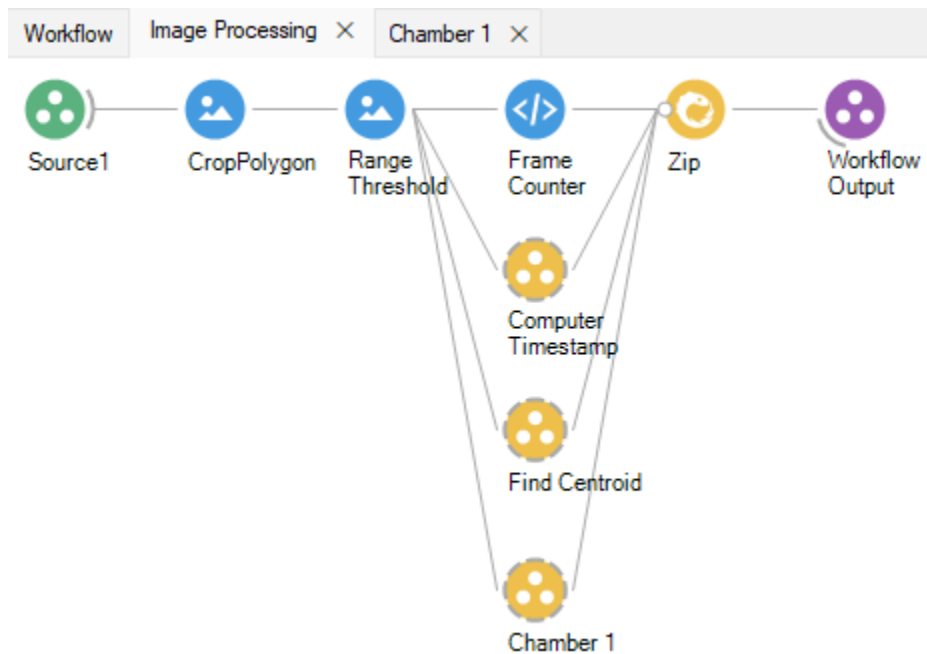 Workflow
Image Processing
Chamber 1
Source1
CropPolygon
Range
Threshold
</>
Frame
Counter
Zip
Workflow
Output
Computer
Timestamp
Find Centroid
Chamber 1